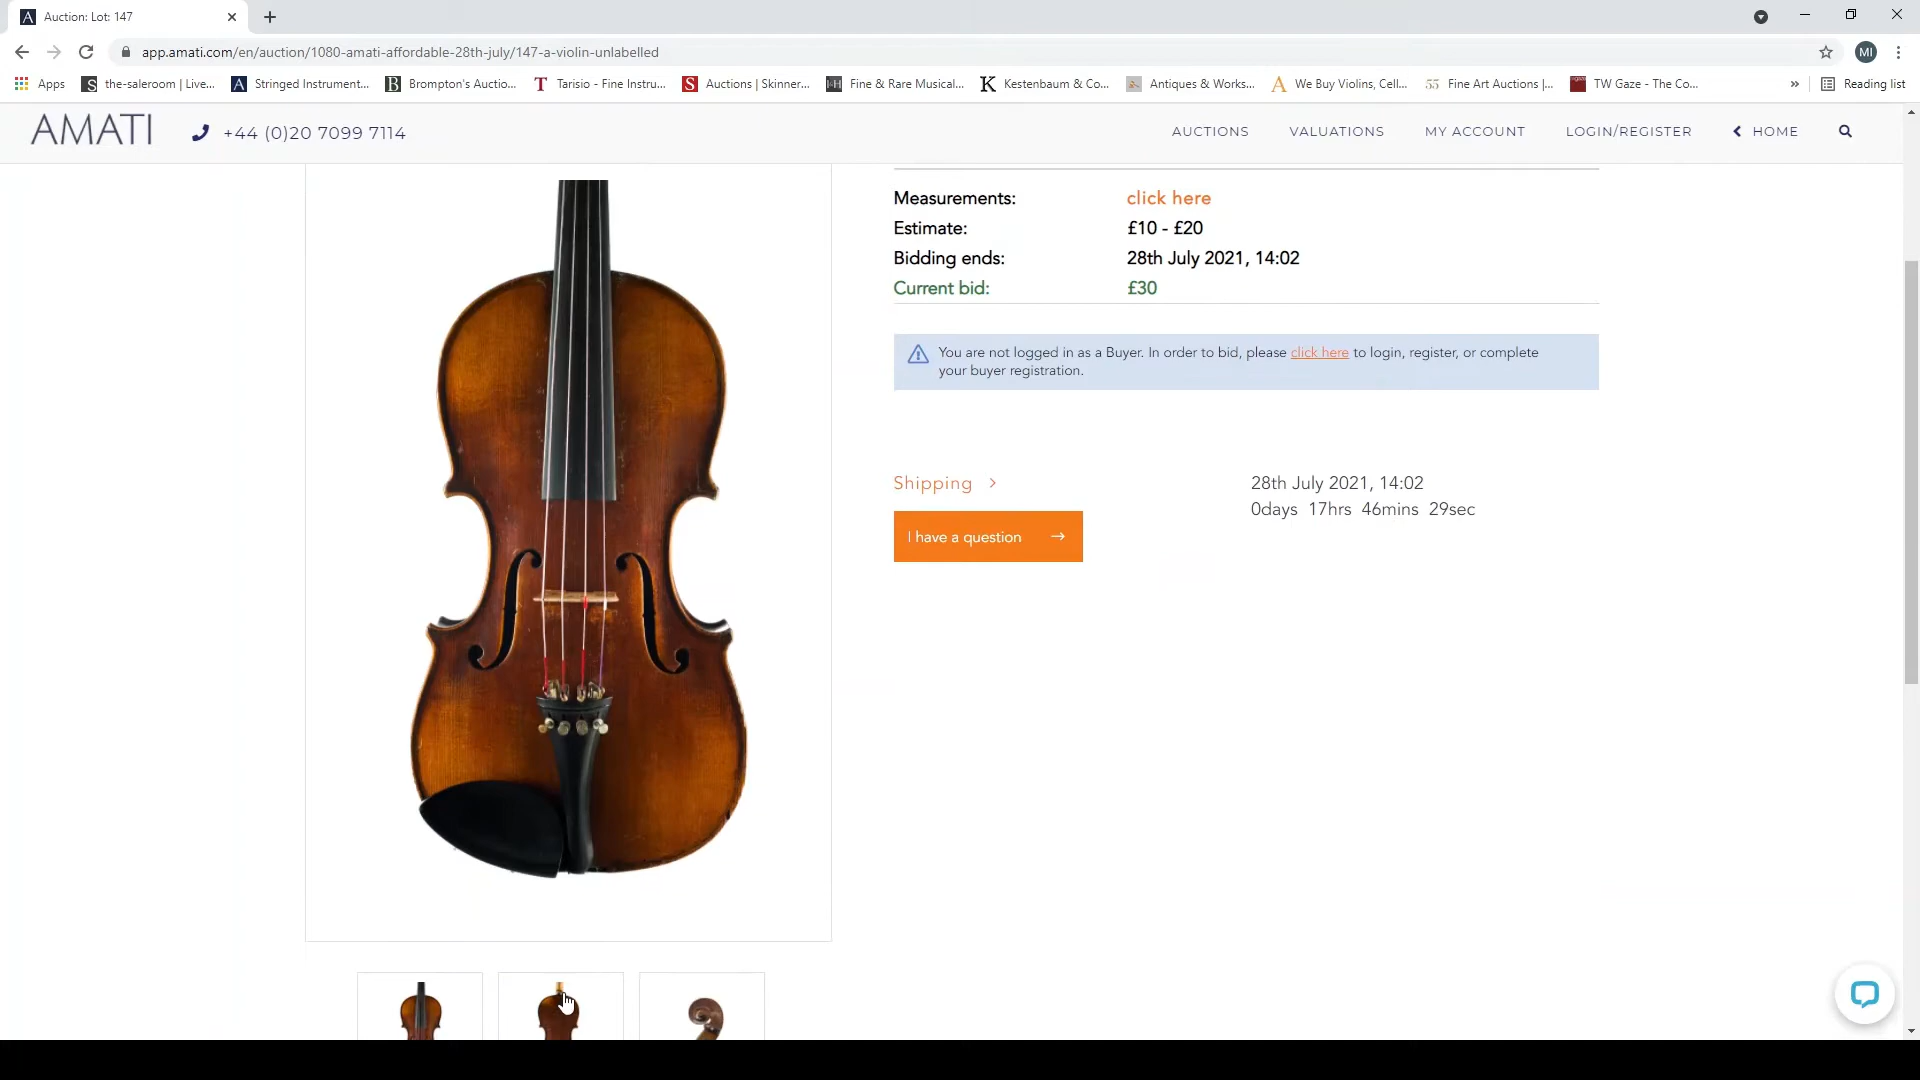 Auction: Lot: 147
app.amati.com/en/auction/1080-amati-affordable-28th-july/147-a-violin-unlabelled
MI
Apps
the-saleroom | Live...
Stringed Instrument...
Brompton's Auctio...
Tarisio - Fine Instru...
Auctions | Skinner...
Fine & Rare Musical...
Kestenbaum & Co...
Antiques & Works...
We Buy Violins, Cell...
Fine Art Auctions |...
TW Gaze - The Co...
»
Reading list
AMATI
+44 (0)20 7099 7114
AUCTIONS
VALUATIONS
MY ACCOUNT
LOGIN/REGISTER
HOME
Measurements: click here
Estimate: £10 - £20
Bidding ends: 28th July 2021, 14:02
Current bid: £30
You are not logged in as a Buyer. In order to bid, please click here to login, register, or complete
your buyer registration.
Shipping >
28th July 2021, 14:02
0days 17hrs 46mins 29sec
I have a question →